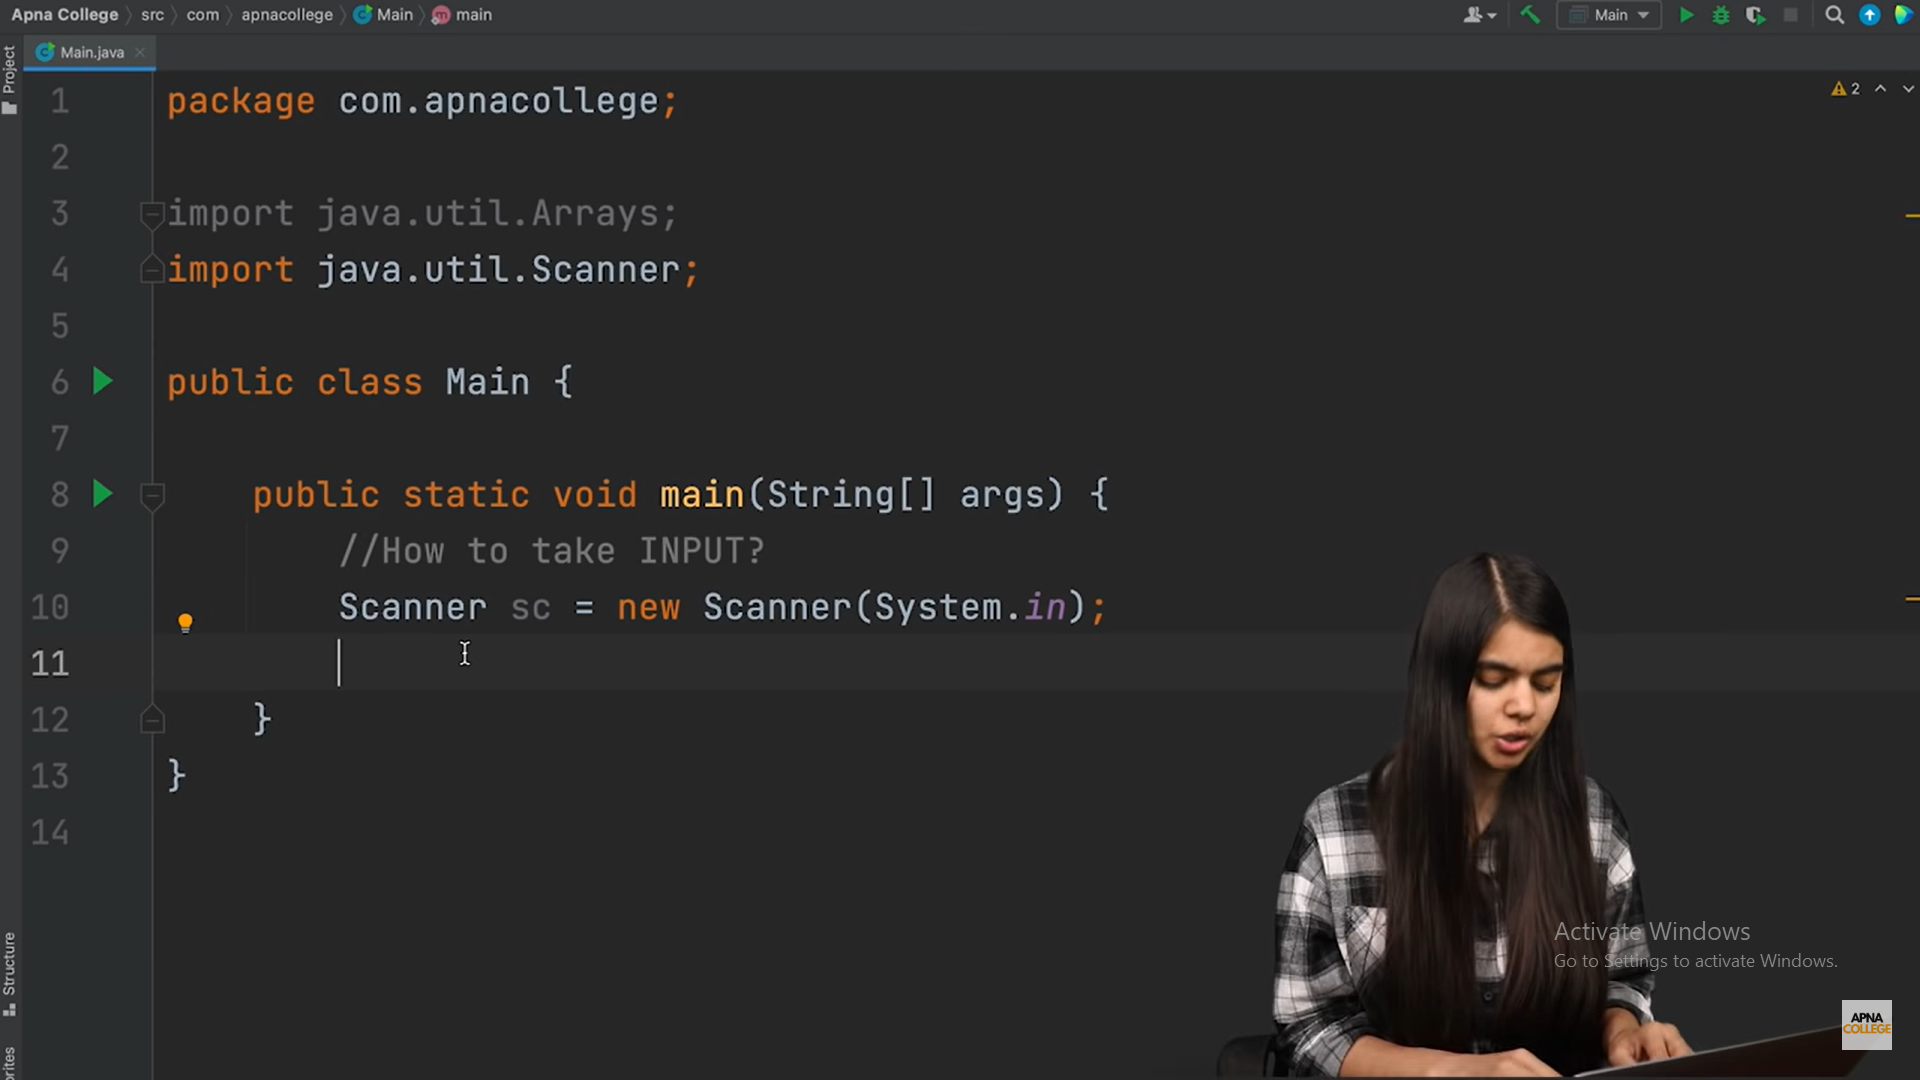 Apna College src com apnacollege Main main
Main
Main.java
Project
2
1 package com.apnacollege;
2
3 import java.util.Arrays;
4 import java.util.Scanner;
5
6 public class Main {
7
8 public static void main(String[] args) {
9 //How to take INPUT?
10 Scanner sc = new Scanner(System.in);
11
12 }
13 }
14
Structure
Activate Windows
Go to Settings to activate Windows.
APNA
COLLEGE